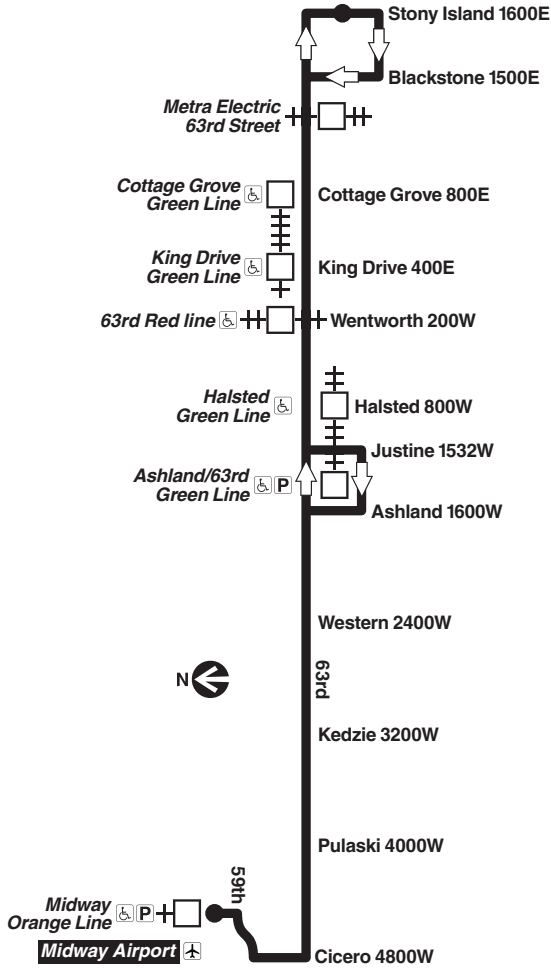 Stony Island 1600E
Blackstone 1500E
Metra Electric
63rd Street
Cottage Grove
Green Line
Cottage Grove 800E
King Drive
Green Line
King Drive 400E
63rd Red line
Wentworth 200W
Halsted
Green Line
Halsted 800W
Justine 1532W
Ashland/63rd
Green Line
P
Ashland 1600W
Western 2400W
N
63rd
Kedzie 3200W
Pulaski 4000W
59th
Midway
Orange Line
P
Midway Airport
Cicero 4800W